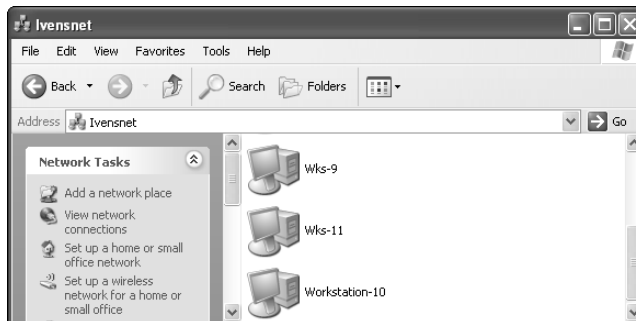 Ivensnet
File Edit View Favorites Tools Help
Back Search Folders
Address Ivensnet Go
Network Tasks
Add a network place
View network
connections
Set up a home or small
office network
Set up a wireless
network for a home or
small office
Wks-9
Wks-11
Workstation-10